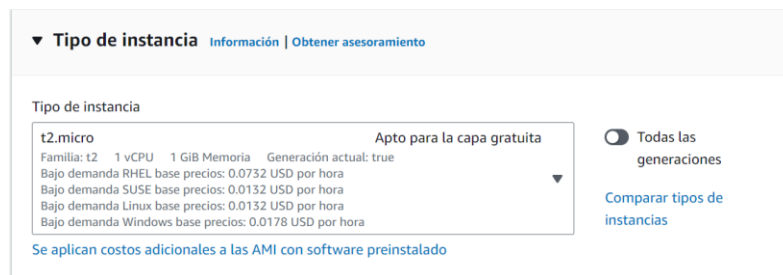 Tipo de instancia Información | Obtener asesoramiento
Tipo de instancia
t2.micro Apto para la capa gratuita
Familia: t2 1 vCPU 1 GiB Memoria Generación actual: true
Bajo demanda RHEL base precios: 0.0732 USD por hora
Bajo demanda SUSE base precios: 0.0132 USD por hora
Bajo demanda Linux base precios: 0.0132 USD por hora
Bajo demanda Windows base precios: 0.0178 USD por hora
Se aplican costos adicionales a las AMI con software preinstalado
Todas las
generaciones
Comparar tipos de
instancias